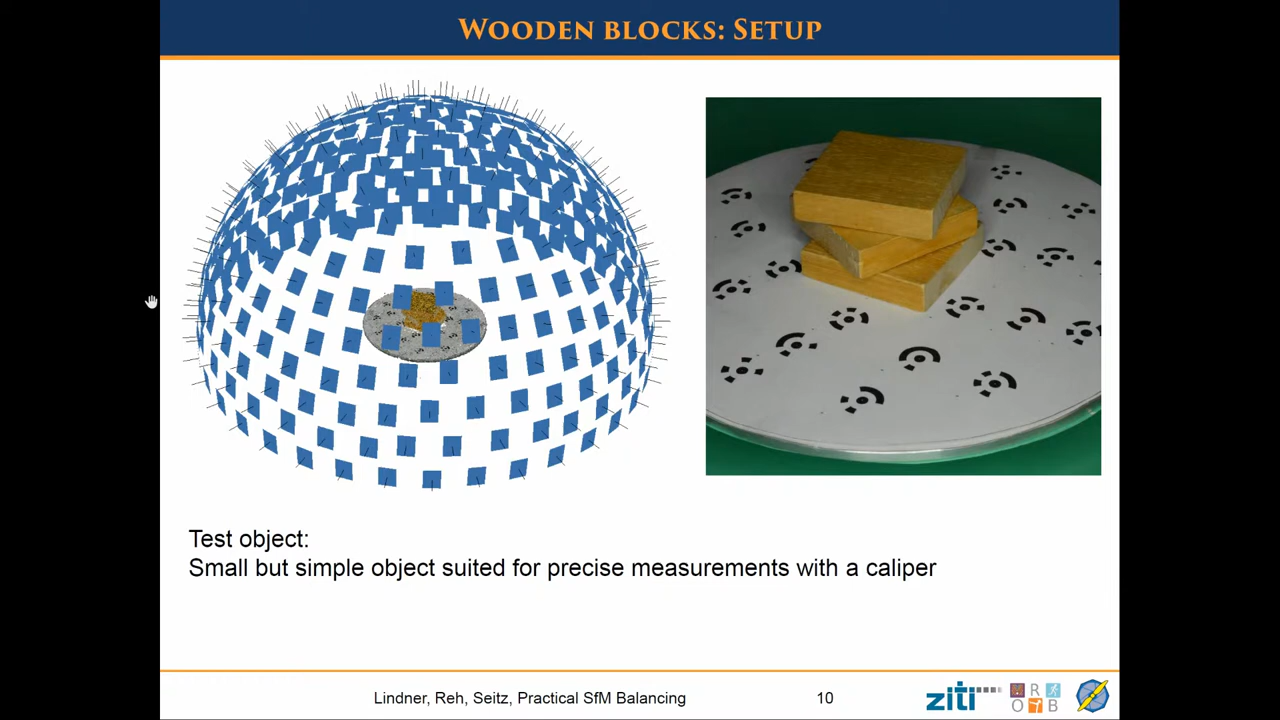 Wooden blocks: Setup
Test object:
Small but simple object suited for precise measurements with a caliper
Lindner, Reh, Seitz, Practical SfM Balancing
10
ziti
R
O B